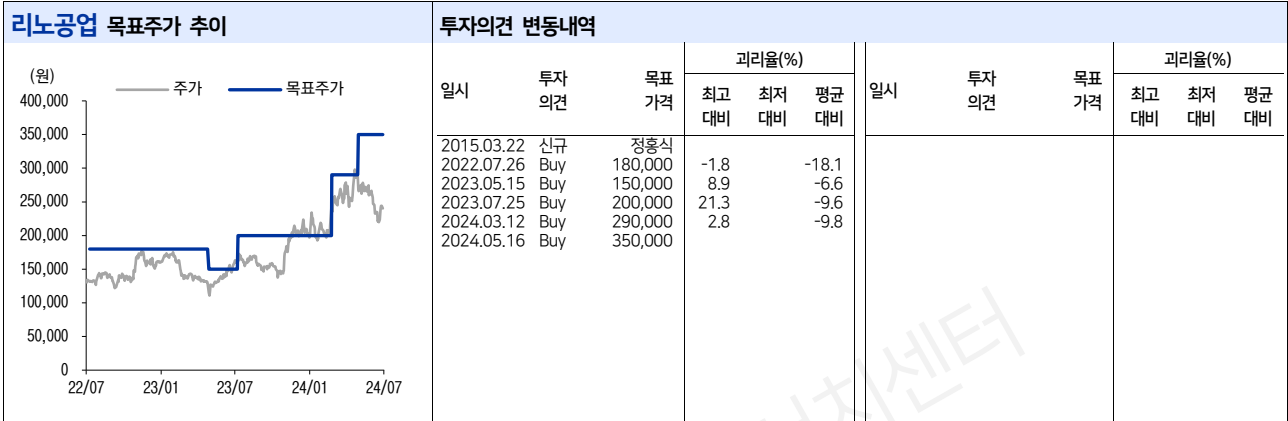 리노공업 목표주가 추이
(원)
주가 목표주가
400,000
350,000
300,000
250,000
200,000
150,000
100,000
50,000
0
22/07 23/01 23/07 24/01 24/07
투자의견 변동내역
일시 투자의견 목표가격 괴리율(%)
최고대비 최저대비 평균대비
2015.03.22 신규 정홍식
2022.07.26 Buy 180,000 -1.8 -18.1
2023.05.15 Buy 150,000 8.9 -6.6
2023.07.25 Buy 200,000 21.3 -9.6
2024.03.12 Buy 290,000 2.8 -9.8
2024.05.16 Buy 350,000
일시 투자의견 목표가격 괴리율(%)
최고대비 최저대비 평균대비
치센터